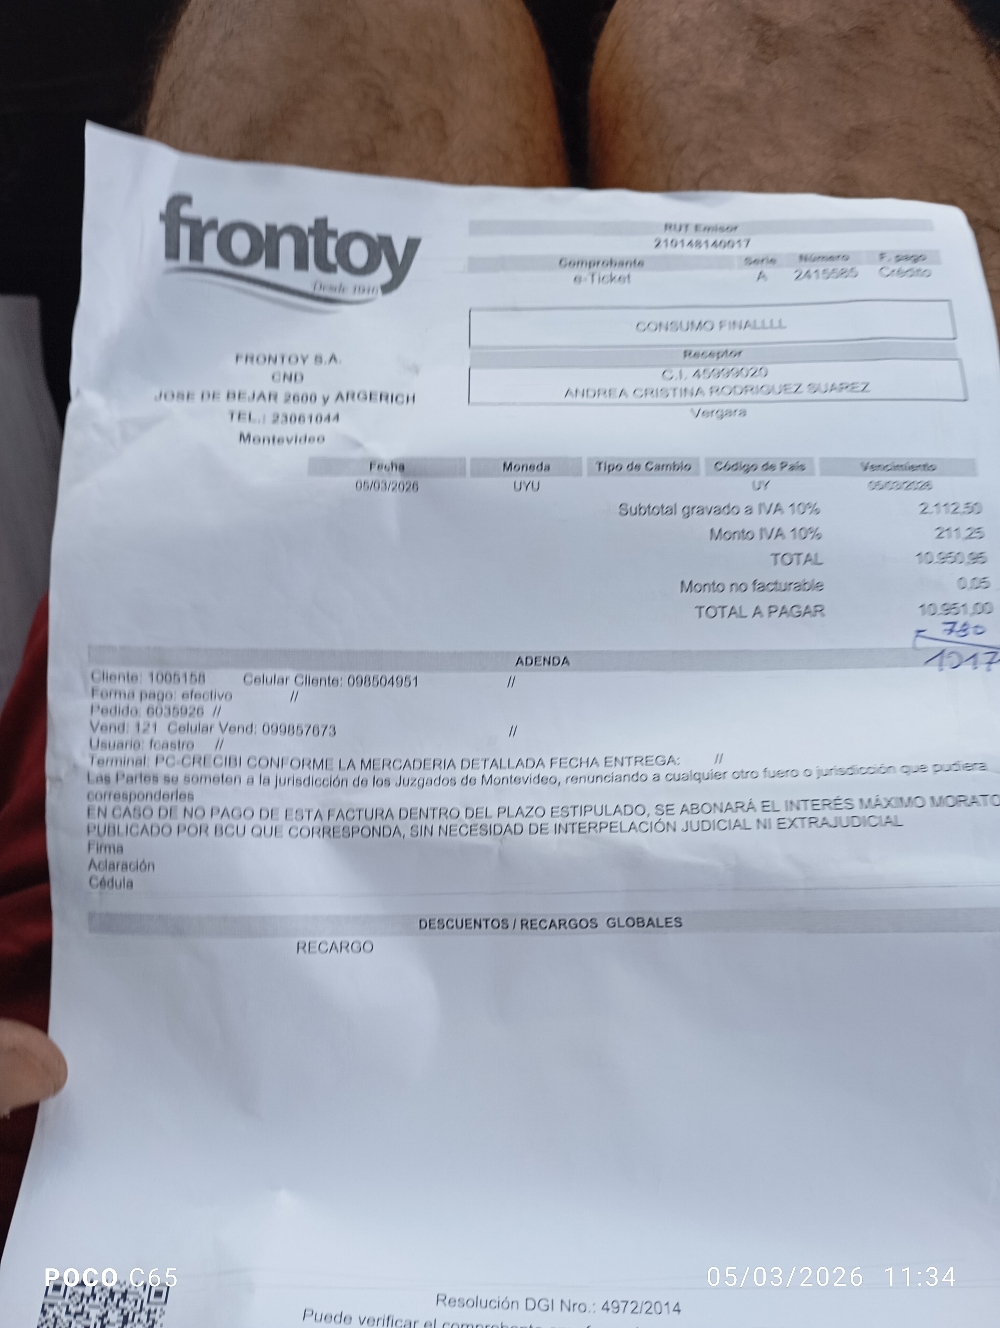 frontoy
Desde 1910
RUT Emisor
210148140017
Comprobante Serie Número F. pago
e-Ticket A 2415585 Crédito
CONSUMO FINALLLL
Receptor
C.I. 45999020
ANDREA CRISTINA RODRIGUEZ SUAREZ
Vergara
FRONTOY S.A.
CND
JOSE DE BEJAR 2600 y ARGERICH
TEL.: 23061044
Montevideo
Fecha Moneda Tipo de Cambio Código de País Vencimiento
05/03/2026 UYU UY 05/03/2026
Subtotal gravado a IVA 10% 2.112,50
Monto IVA 10% 211,25
TOTAL 10.950,95
Monto no facturable 0,05
TOTAL A PAGAR 10.951,00
780
1017
ADENDA
Cliente: 1005158 Celular Cliente: 098504951 //
Forma pago: efectivo //
Pedido: 6035926 //
Vend: 121 Celular Vend: 099857673 //
Usuario: fcastro //
Terminal: PC-CRECIBI CONFORME LA MERCADERIA DETALLADA FECHA ENTREGA: //
Las Partes se someten a la jurisdicción de los Juzgados de Montevideo, renunciando a cualquier otro fuero o jurisdicción que pudiera
corresponderles
EN CASO DE NO PAGO DE ESTA FACTURA DENTRO DEL PLAZO ESTIPULADO, SE ABONARÁ EL INTERÉS MÁXIMO MORATO
PUBLICADO POR BCU QUE CORRESPONDA, SIN NECESIDAD DE INTERPELACIÓN JUDICIAL NI EXTRAJUDICIAL
Firma
Aclaración
Cédula
DESCUENTOS / RECARGOS GLOBALES
RECARGO
POCO C65
05/03/2026 11:34
Resolución DGI Nro.: 4972/2014
Puede verificar el